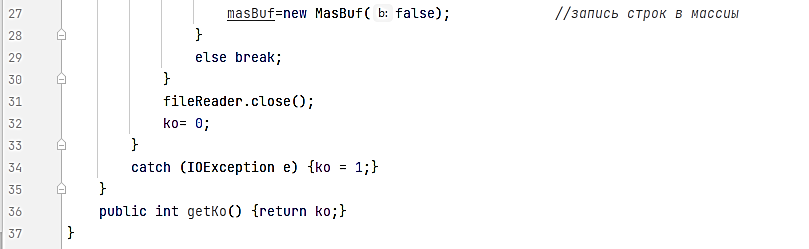 27 masBuf=new MasBuf( b: false); //запись строк в массиы
28 }
29 else break;
30 }
31 fileReader.close();
32 ko= 0;
33 }
34 catch (IOException e) {ko = 1;}
35 }
36 public int getKo() {return ko;}
37 }